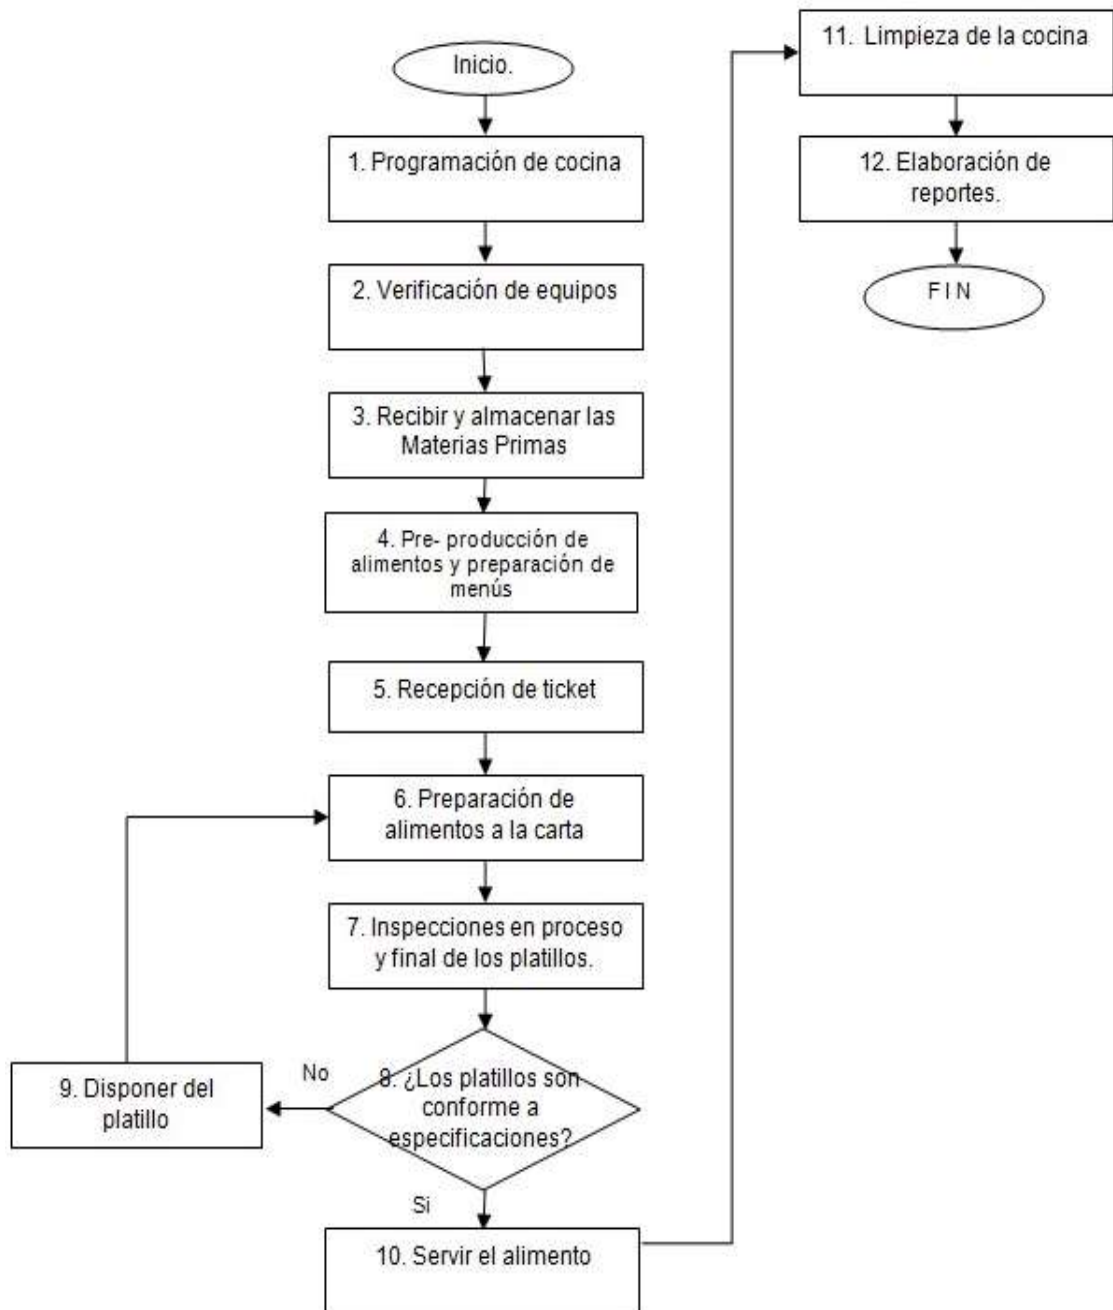 Inicio.
1. Programación de cocina
2. Verificación de equipos
3. Recibir y almacenar las
Materias Primas
4. Pre- producción de
alimentos y preparación de
menús
5. Recepción de ticket
6. Preparación de
alimentos a la carta
7. Inspecciones en proceso
y final de los platillos.
8. ¿Los platillos son
conforme a
especificaciones?
No
9. Disponer del
platillo
Si
10. Servir el alimento
11. Limpieza de la cocina
12. Elaboración de
reportes.
F I N